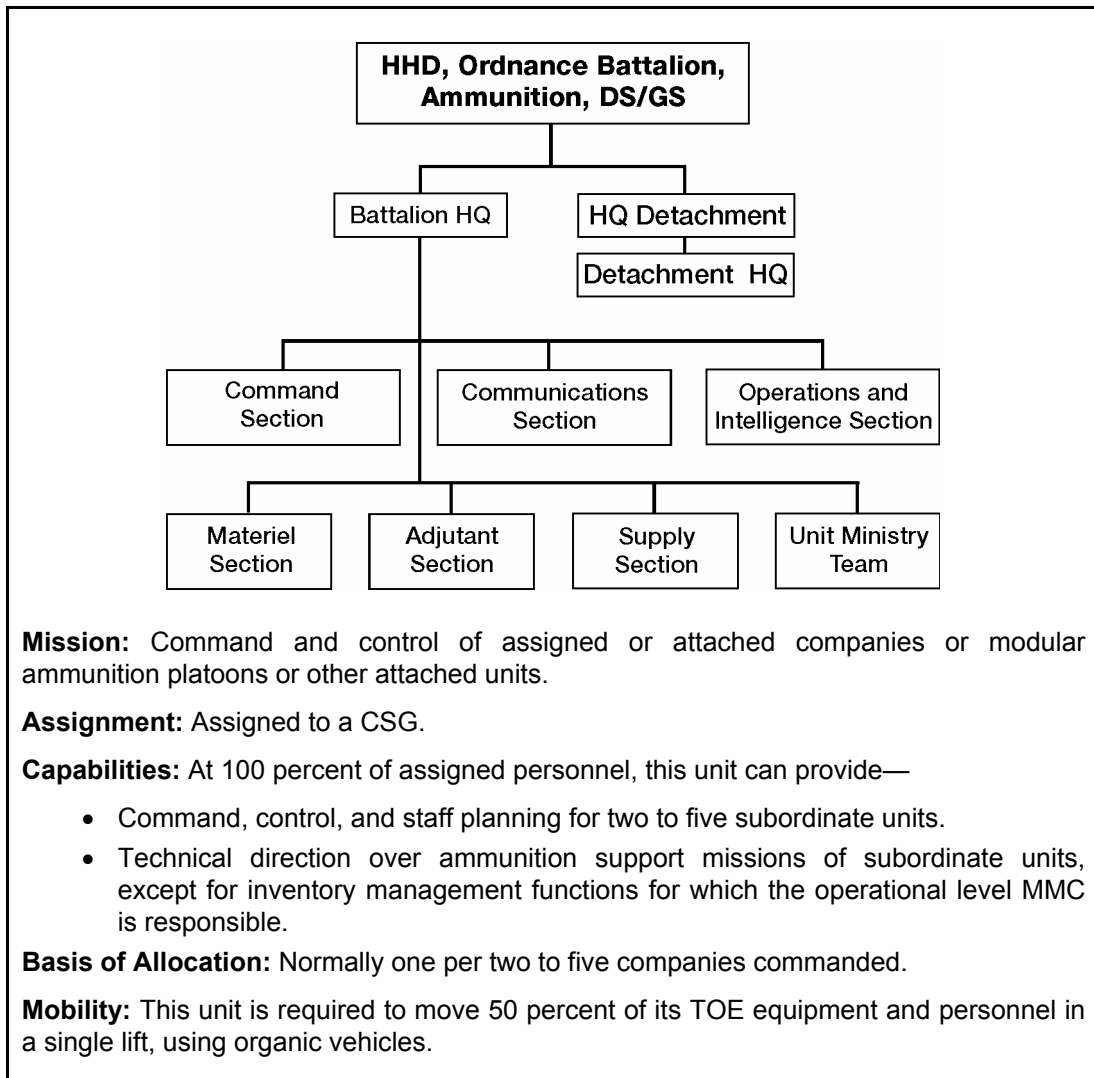 HHD, Ordnance Battalion,
Ammunition, DS/GS
Battalion HQ
HQ Detachment
Detachment HQ
Command
Section
Communications
Section
Operations and
Intelligence Section
Materiel
Section
Adjutant
Section
Supply
Section
Unit Ministry
Team
Mission: Command and control of assigned or attached companies or modular
ammunition platoons or other attached units.
Assignment: Assigned to a CSG.
Capabilities: At 100 percent of assigned personnel, this unit can provide—
• Command, control, and staff planning for two to five subordinate units.
• Technical direction over ammunition support missions of subordinate units,
except for inventory management functions for which the operational level MMC
is responsible.
Basis of Allocation: Normally one per two to five companies commanded.
Mobility: This unit is required to move 50 percent of its TOE equipment and personnel in
a single lift, using organic vehicles.